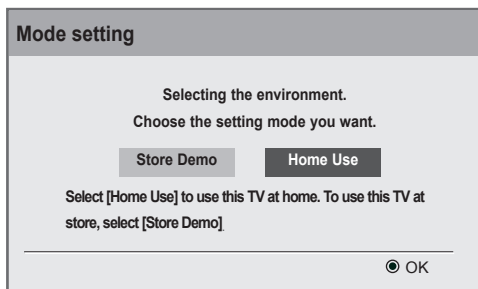 Mode setting
Selecting the environment.
Choose the setting mode you want.
Store Demo Home Use
Select [Home Use] to use this TV at home. To use this TV at
store, select [Store Demo].
OK